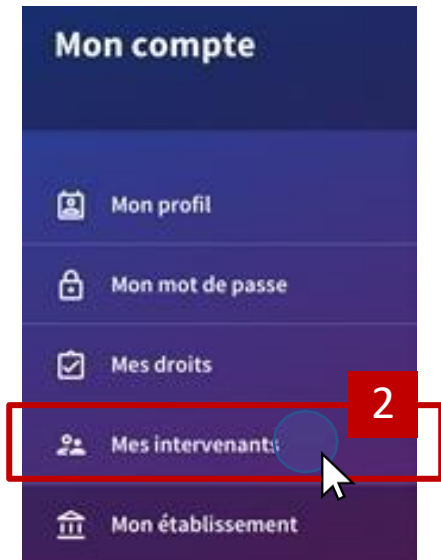 Mon compte
Mon profil
Mon mot de passe
Mes droits
2
Mes intervenants
Mon établissement